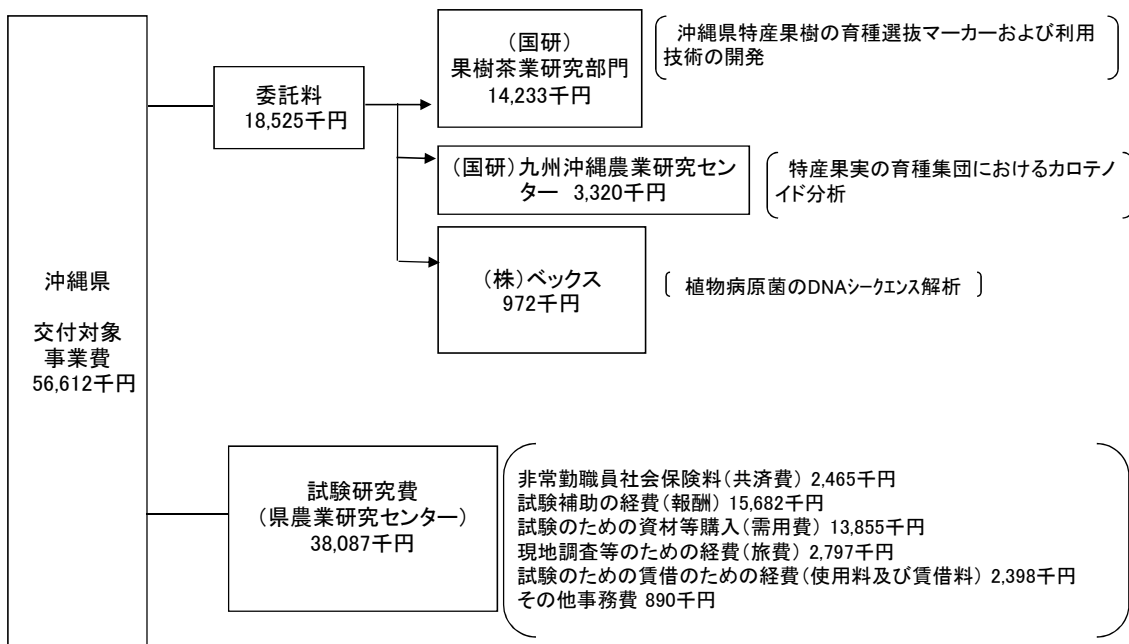 沖縄県
交付対象
事業費
56,612千円
委託料
18,525千円
(国研)
果樹茶業研究部門
14,233千円
沖縄県特産果樹の育種選抜マーカーおよび利用
技術の開発
(国研)九州沖縄農業研究セン
ター 3,320千円
特産果実の育種集団におけるカロテノ
イド分析
(株)ベックス
972千円
植物病原菌のDNAシークエンス解析
試験研究費
(県農業研究センター)
38,087千円
非常勤職員社会保険料(共済費) 2,465千円
試験補助の経費(報酬) 15,682千円
試験のための資材等購入(需用費) 13,855千円
現地調査等のための経費(旅費) 2,797千円
試験のための賃借のための経費(使用料及び賃借料) 2,398千円
その他事務費 890千円